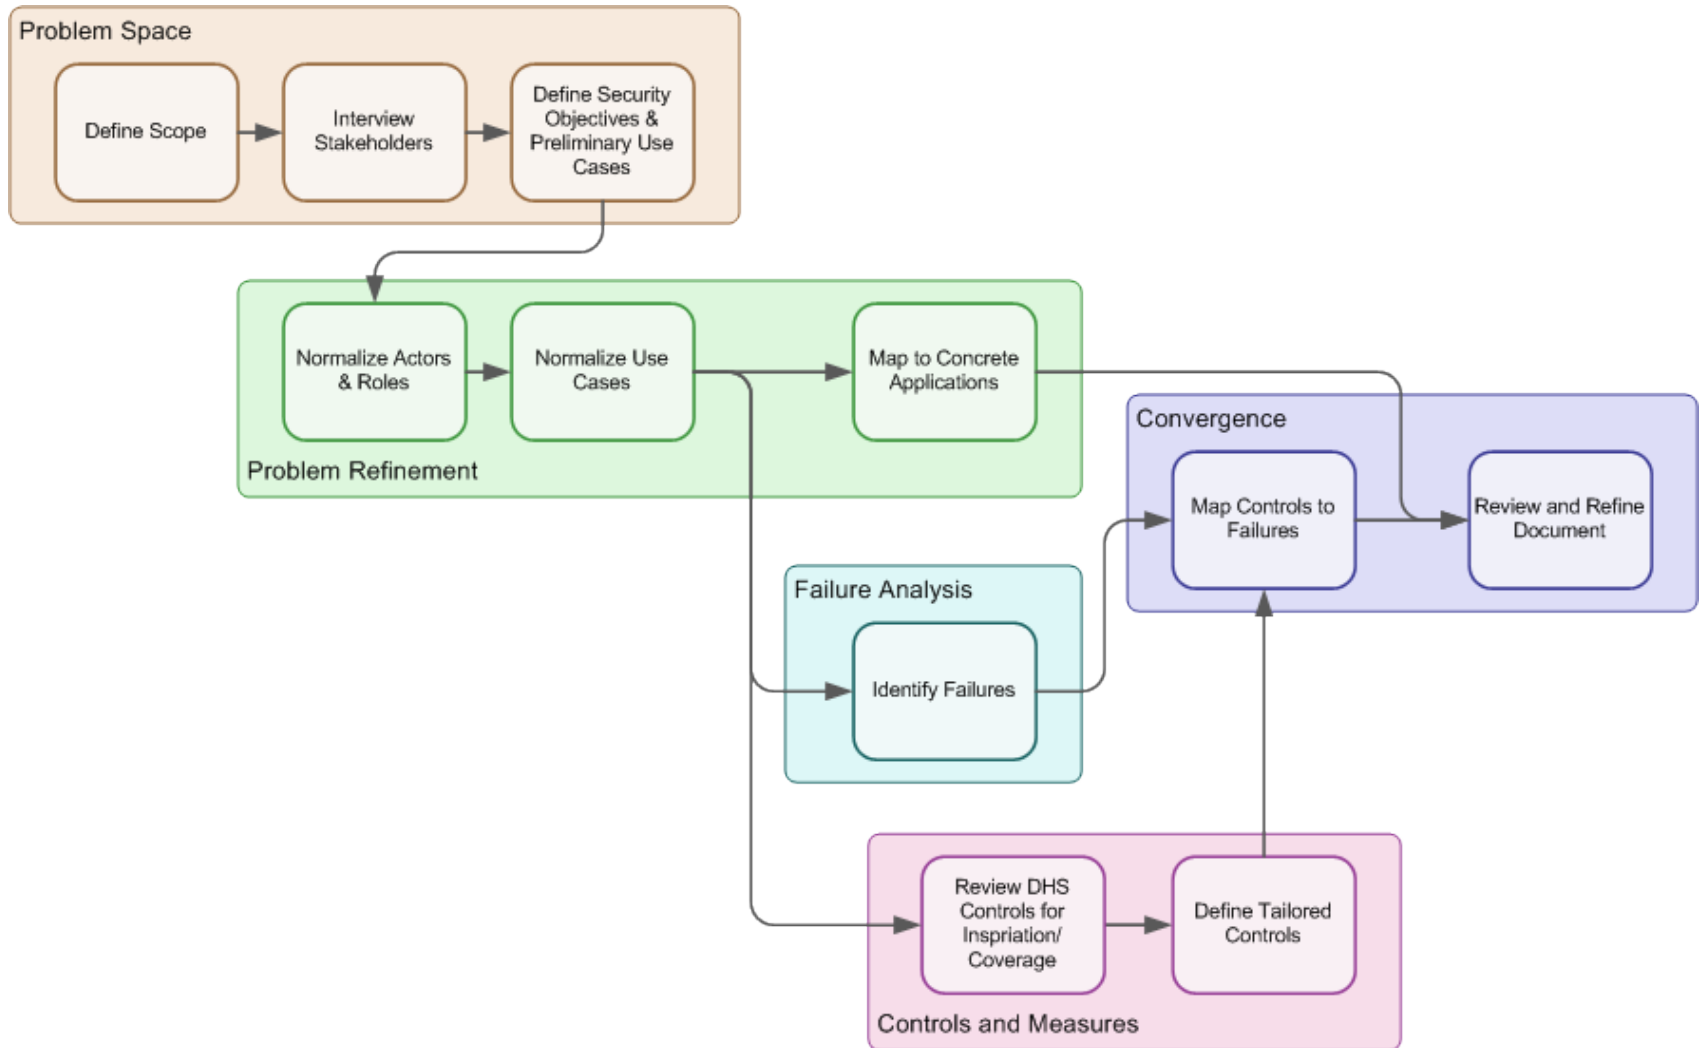 Problem Space
Define Scope
Interview
Stakeholders
Define Security
Objectives &
Preliminary Use
Cases
Normalize Actors
& Roles
Normalize Use
Cases
Map to Concrete
Applications
Problem Refinement
Convergence
Map Controls to
Failures
Review and Refine
Document
Failure Analysis
Identify Failures
Review DHS
Controls for
Inspriation/
Coverage
Define Tailored
Controls
Controls and Measures